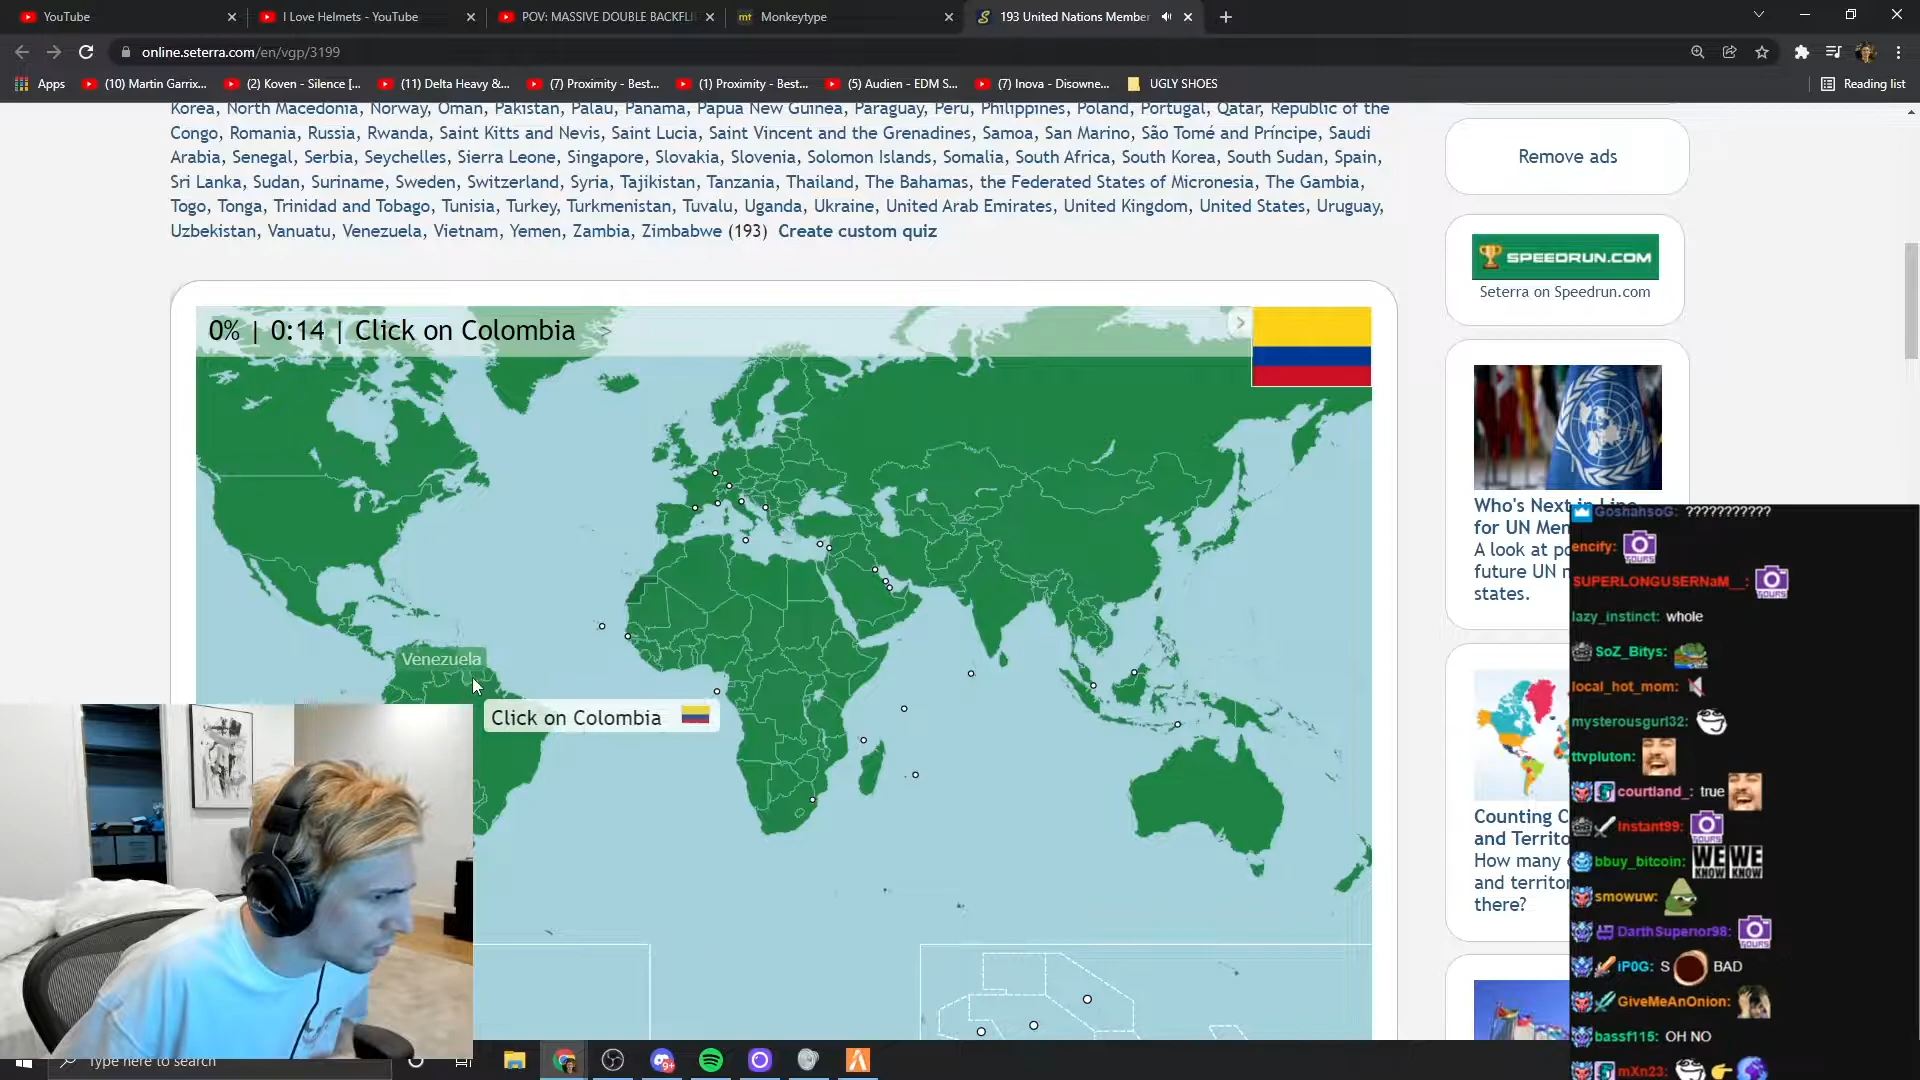 YouTube
I Love Helmets - YouTube
POV: MASSIVE DOUBLE BACKFLI
mt Monkeytype
193 United Nations Member
online.seterra.com/en/vgp/3199
Apps
(10) Martin Garrix...
(2) Koven - Silence [...
(11) Delta Heavy &...
(7) Proximity - Best...
(1) Proximity - Best...
(5) Audien - EDM S...
(7) Inova - Disowne...
UGLY SHOES
Reading list
Korea, North Macedonia, Norway, Oman, Pakistan, Palau, Panama, Papua New Guinea, Paraguay, Peru, Philippines, Poland, Portugal, Qatar, Republic of the
Congo, Romania, Russia, Rwanda, Saint Kitts and Nevis, Saint Lucia, Saint Vincent and the Grenadines, Samoa, San Marino, São Tomé and Príncipe, Saudi
Arabia, Senegal, Serbia, Seychelles, Sierra Leone, Singapore, Slovakia, Slovenia, Solomon Islands, Somalia, South Africa, South Korea, South Sudan, Spain,
Sri Lanka, Sudan, Suriname, Sweden, Switzerland, Syria, Tajikistan, Tanzania, Thailand, The Bahamas, the Federated States of Micronesia, The Gambia,
Togo, Tonga, Trinidad and Tobago, Tunisia, Turkey, Turkmenistan, Tuvalu, Uganda, Ukraine, United Arab Emirates, United Kingdom, United States, Uruguay,
Uzbekistan, Vanuatu, Venezuela, Vietnam, Yemen, Zambia, Zimbabwe (193) Create custom quiz
0% | 0:14 | Click on Colombia
Venezuela
Click on Colombia
Remove ads
SPEEDRUN.COM
Seterra on Speedrun.com
Who's Next in Line
for UN Mem
A look at po
future UN m
states.
Counting C
and Territo
How many
and territor
there?
GoshahsoG: ???????????
encify:
SUPERLONGUSERNaM__:
lazy_instinct: whole
SoZ_Bitys:
local_hot_mom:
mysterousgurl32:
ttvpluton:
courtland_: true
Instant99:
bbuy_bitcoin: WE KNOW WE KNOW
smowuw:
DarthSuperior98:
iP0G: S BAD
GiveMeAnOnion:
bassf115: OH NO
mXn23:
Type here to search
9+